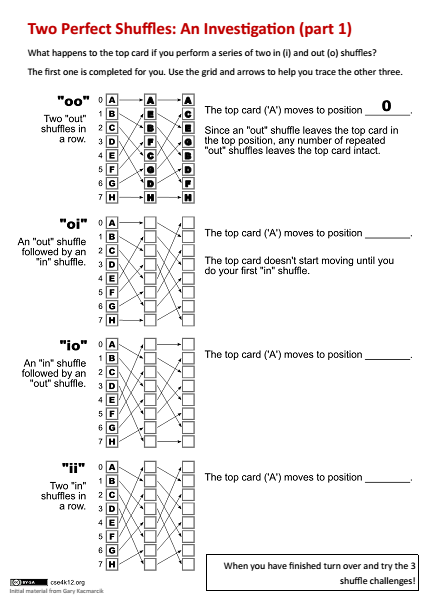 Two Perfect Shuffles: An Investigation (part 1)
What happens to the top card if you perform a series of two in (i) and out (o) shuffles?
The first one is completed for you. Use the grid and arrows to help you trace the other three.
"oo"
Two "out"
shuffles in
a row.
0 A A A
1 B E C
2 C B E
3 D F G
4 E C B
5 F G D
6 G D F
7 H H H
The top card ('A') moves to position 0.
Since an "out" shuffle leaves the top card in
the top position, any number of repeated
"out" shuffles leaves the top card intact.
"oi"
An "out" shuffle
followed by an
"in" shuffle.
0 A
1 B
2 C
3 D
4 E
5 F
6 G
7 H
The top card ('A') moves to position ________.
The top card doesn't start moving until you
do your first "in" shuffle.
"io"
An "in" shuffle
followed by an
"out" shuffle.
0 A
1 B
2 C
3 D
4 E
5 F
6 G
7 H
The top card ('A') moves to position ________.
"ii"
Two "in"
shuffles in
a row.
0 A
1 B
2 C
3 D
4 E
5 F
6 G
7 H
The top card ('A') moves to position ________.
When you have finished turn over and try the 3
shuffle challenges!
cc BY-SA cse4k12.org
Initial material from Gary Kacmarcik